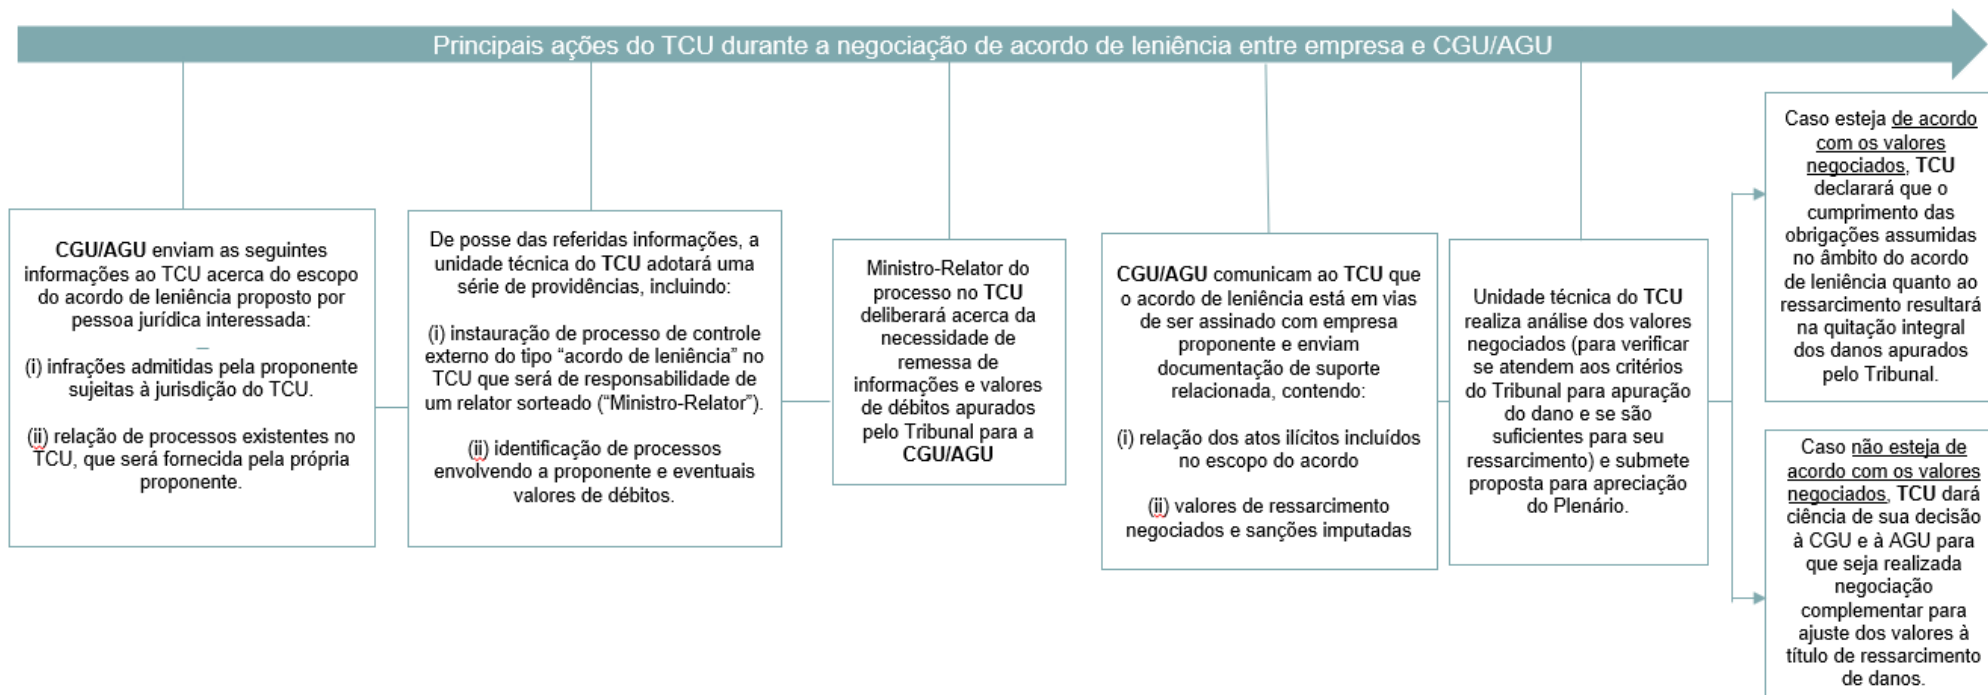 Principais ações do TCU durante a negociação de acordo de leniência entre empresa e CGU/AGU
CGU/AGU enviam as seguintes
informações ao TCU acerca do escopo
do acordo de leniência proposto por
pessoa jurídica interessada:
(i) infrações admitidas pela proponente
sujeitas à jurisdição do TCU.
(ii) relação de processos existentes no
TCU, que será fornecida pela própria
proponente.
De posse das referidas informações, a
unidade técnica do TCU adotará uma
série de providências, incluindo:
(i) instauração de processo de controle
externo do tipo “acordo de leniência” no
TCU que será de responsabilidade de
um relator sorteado (“Ministro-Relator”).
(ii) identificação de processos
envolvendo a proponente e eventuais
valores de débitos.
Ministro-Relator do
processo no TCU
deliberará acerca da
necessidade de
remessa de
informações e valores
de débitos apurados
pelo Tribunal para a
CGU/AGU
CGU/AGU comunicam ao TCU que
o acordo de leniência está em vias
de ser assinado com empresa
proponente e enviam
documentação de suporte
relacionada, contendo:
(i) relação dos atos ilícitos incluídos
no escopo do acordo
(ii) valores de ressarcimento
negociados e sanções imputadas
Unidade técnica do TCU
realiza análise dos valores
negociados (para verificar
se atendem aos critérios
do Tribunal para apuração
do dano e se são
suficientes para seu
ressarcimento) e submete
proposta para apreciação
do Plenário.
Caso esteja de acordo
com os valores
negociados, TCU
declarará que o
cumprimento das
obrigações assumidas
no âmbito do acordo
de leniência quanto ao
ressarcimento resultará
na quitação integral
dos danos apurados
pelo Tribunal.
Caso não esteja de
acordo com os valores
negociados, TCU dará
ciência de sua decisão
à CGU e à AGU para
que seja realizada
negociação
complementar para
ajuste dos valores à
título de ressarcimento
de danos.